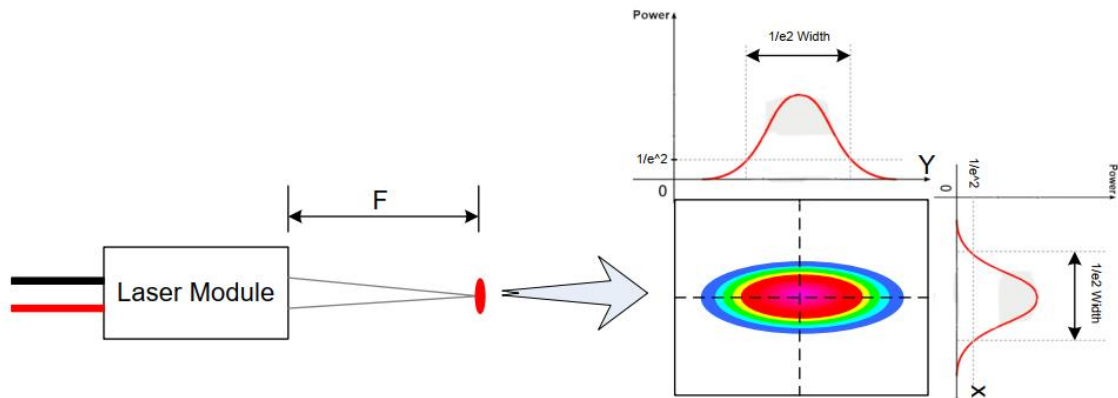 Power
1/e2 Width
1/e^2
0
Y
F
Laser Module
0
1/e^2
Power
1/e2 Width
X